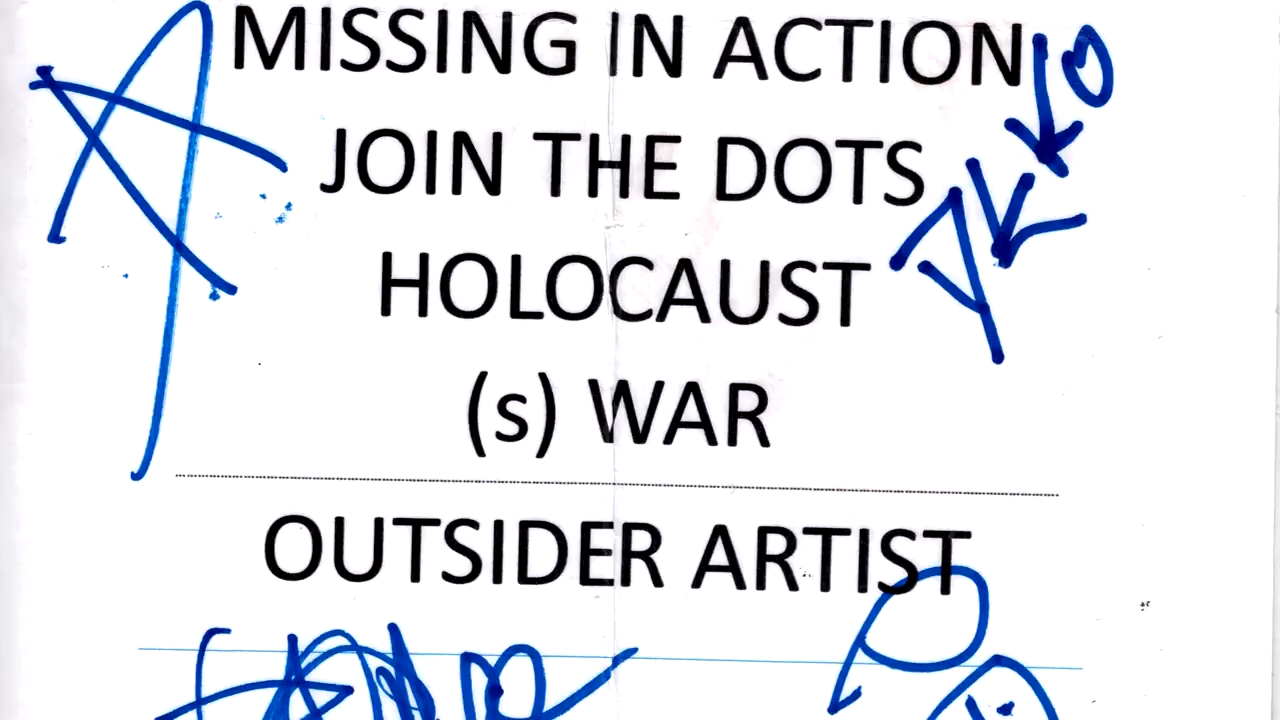 MISSING IN ACTION
JOIN THE DOTS
HOLOCAUST
(s) WAR
OUTSIDER ARTIST